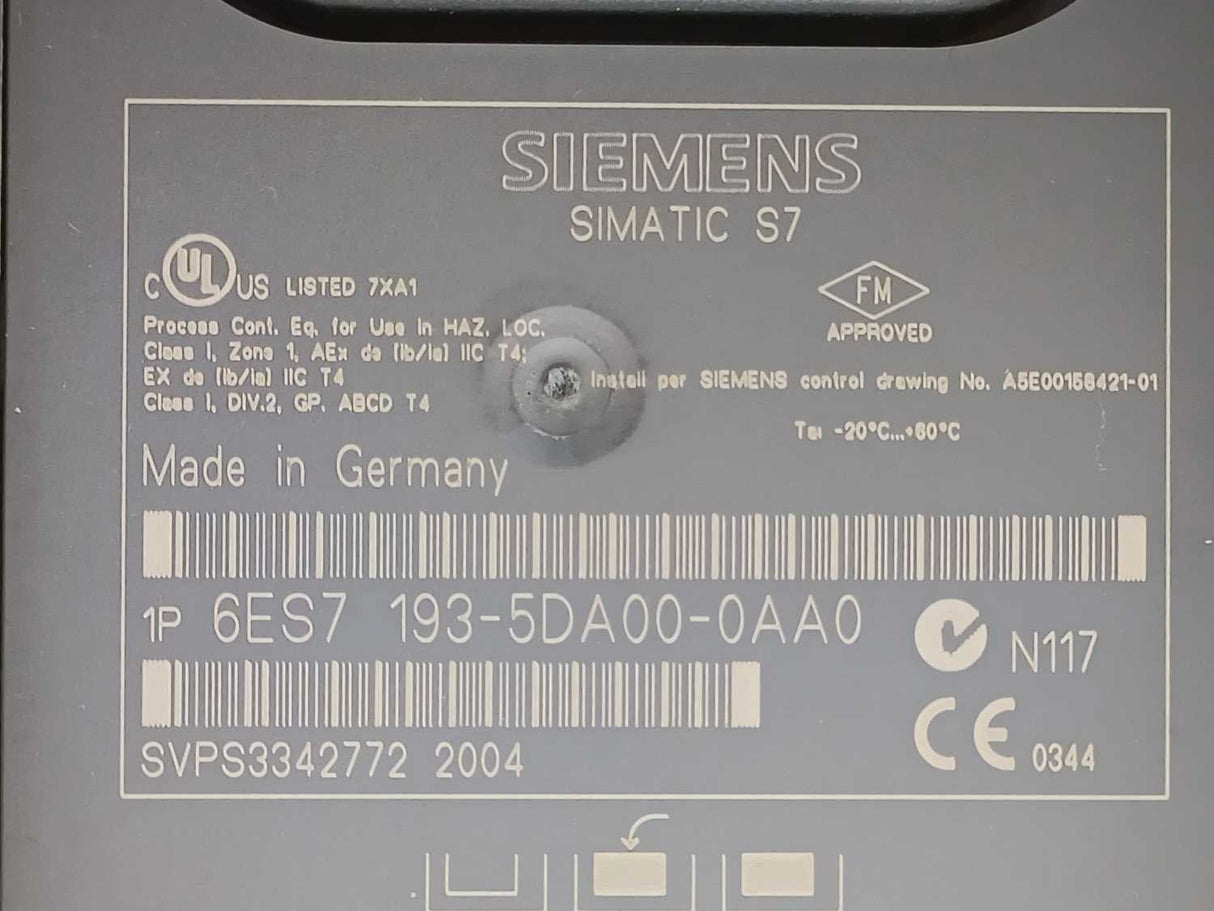 SIEMENS
SIMATIC S7
C UL US LISTED 7XA1
FM
APPROVED
Process Cont. Eq. for Use in HAZ. LOC.
Class I, Zone 1, AEx de [ib/ia] IIC T4;
EX de [ib/ia] IIC T4
Class I, DIV.2, GP. ABCD T4
Install per SIEMENS control drawing No. A5E00158421-01
Ta: -20°C...+60°C
Made in Germany
1P 6ES7 193-5DA00-0AA0
N117
SVPS3342772 2004
CE 0344